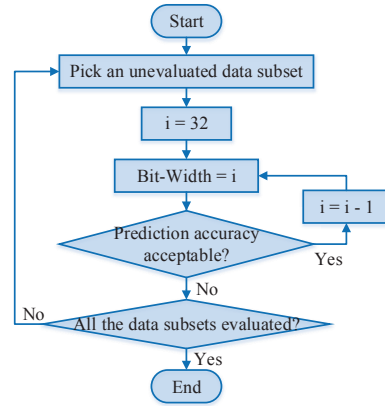 Start
Pick an unevaluated data subset
i = 32
Bit-Width = i
i = i - 1
Prediction accuracy
acceptable?
Yes
No
No
All the data subsets evaluated?
Yes
End